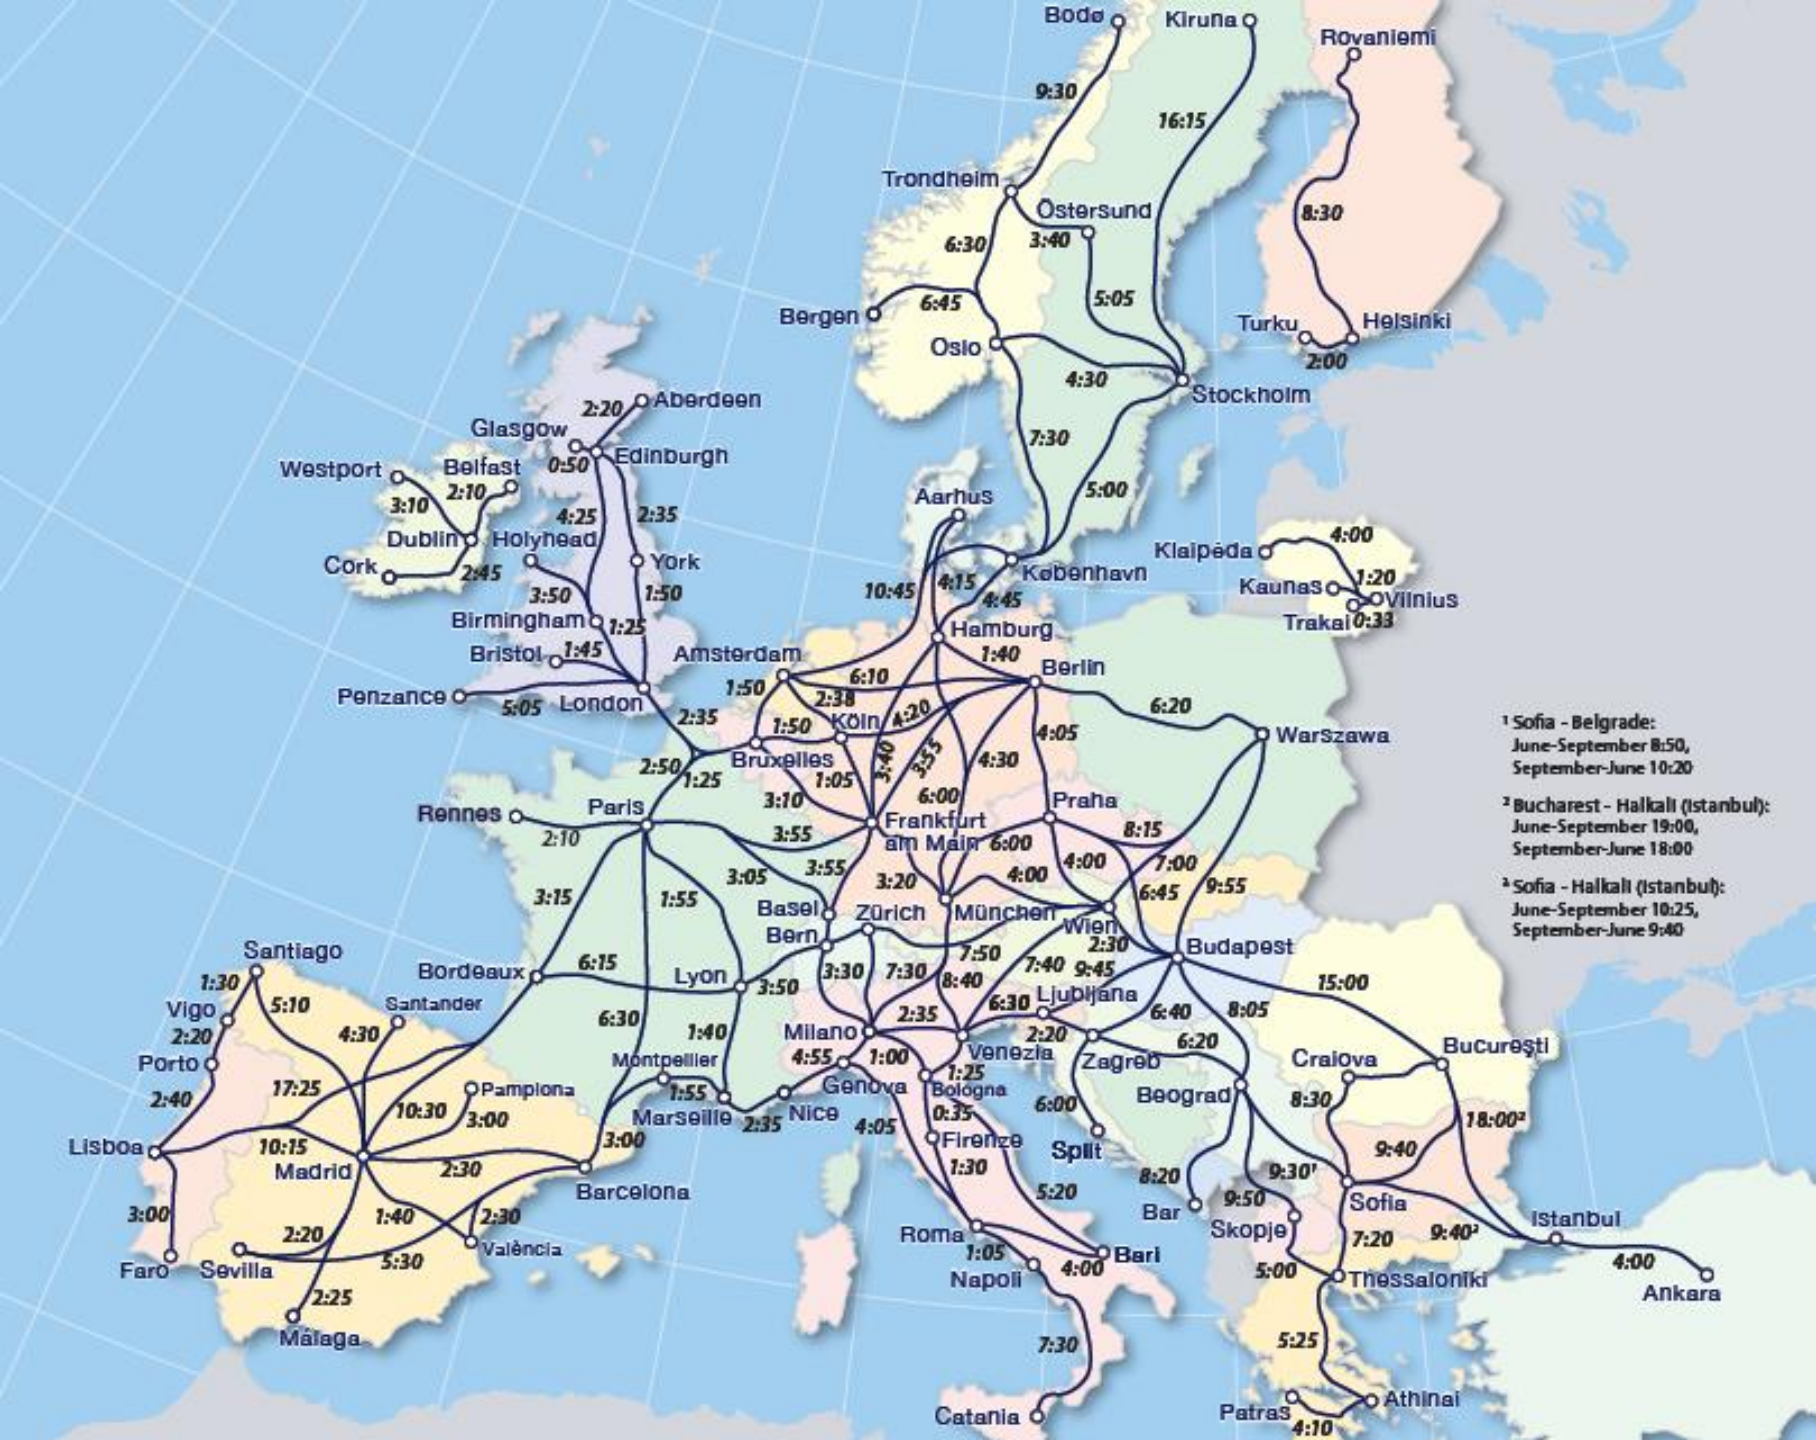 Bodø
Kiruna
Rovaniemi
9:30
16:15
Trondheim
Östersund
8:30
6:30
3:40
5:05
6:45
Bergen
Oslo
Turku
Helsinki
2:00
4:30
Stockholm
Aberdeen
2:20
Glasgow
Edinburgh
0:50
7:30
Westport
Belfast
2:10
3:10
5:00
Aarhus
4:25
2:35
Dublin
Holyhead
4:00
Klaipėda
York
Cork
2:45
København
1:20
Kaunas
Vilnius
10:45
4:15
4:45
3:50
1:50
Birmingham
1:25
Trakai
0:33
Hamburg
Bristol
1:45
Amsterdam
1:40
Berlin
6:10
1:50
2:38
Penzance
5:05
London
2:35
1:50
Köln
4:20
6:20
4:05
Warszawa
¹ Sofia - Belgrade:
June-September 8:50,
September-June 10:20
² Bucharest - Halkali (Istanbul):
June-September 19:00,
September-June 18:00
³ Sofia - Halkali (Istanbul):
June-September 10:25,
September-June 9:40
Bruxelles
3:40
3:55
4:30
2:50
1:25
1:05
3:10
6:00
Praha
Rennes
2:10
Paris
Frankfurt
am Main
3:55
6:00
8:15
3:55
4:00
7:00
3:15
1:55
3:05
3:20
4:00
6:45
9:55
Basel
Zürich
München
Wien
Bern
2:30
Budapest
Santiago
1:30
Bordeaux
6:15
Lyon
3:50
3:30
7:30
7:50
8:40
7:40
9:45
15:00
Vigo
5:10
Santander
2:20
4:30
6:30
1:40
Milano
2:35
6:30
Ljubljana
6:40
8:05
2:20
6:20
Porto
Montpellier
4:55
1:00
Venezia
Zagreb
Craiova
București
2:40
17:25
Pamplona
1:55
Genova
1:25
Bologna
Beograd
8:30
10:30
3:00
Marseille
2:35
Nice
0:35
6:00
18:00²
4:05
Lisboa
10:15
Madrid
2:30
3:00
Firenze
1:30
Split
9:40
8:20
9:30¹
Barcelona
5:20
9:50
Sofia
3:00
2:20
1:40
2:30
Bar
Skopje
Istanbul
Faro
Sevilla
5:30
València
Roma
1:05
Bari
7:20
9:40³
4:00
Napoli
4:00
5:00
Thessaloniki
Ankara
2:25
Málaga
7:30
5:25
Catania
Patras
Athinai
4:10